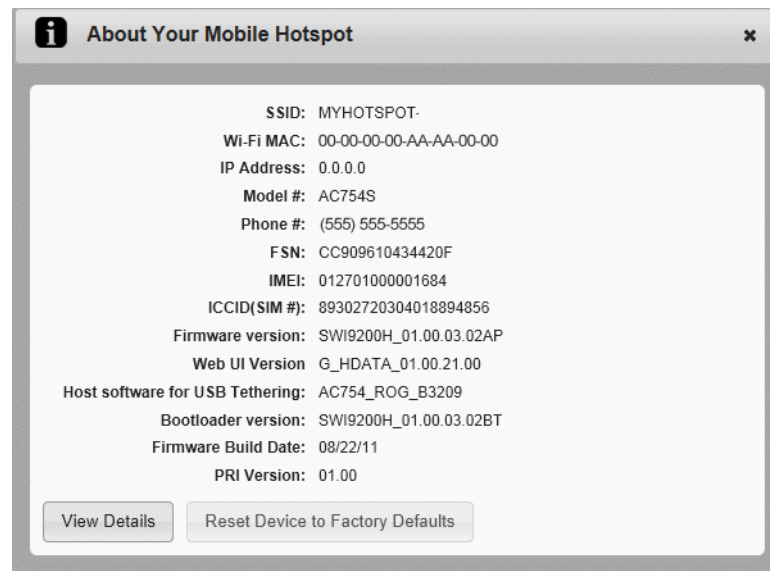 About Your Mobile Hotspot
SSID: MYHOTSPOT-
Wi-Fi MAC: 00-00-00-00-AA-AA-00-00
IP Address: 0.0.0.0
Model #: AC754S
Phone #: (555) 555-5555
FSN: CC909610434420F
IMEI: 012701000001684
ICCID(SIM #): 89302720304018894856
Firmware version: SWI9200H_01.00.03.02AP
Web UI Version G_HDATA_01.00.21.00
Host software for USB Tethering: AC754_ROG_B3209
Bootloader version: SWI9200H_01.00.03.02BT
Firmware Build Date: 08/22/11
PRI Version: 01.00
View Details Reset Device to Factory Defaults